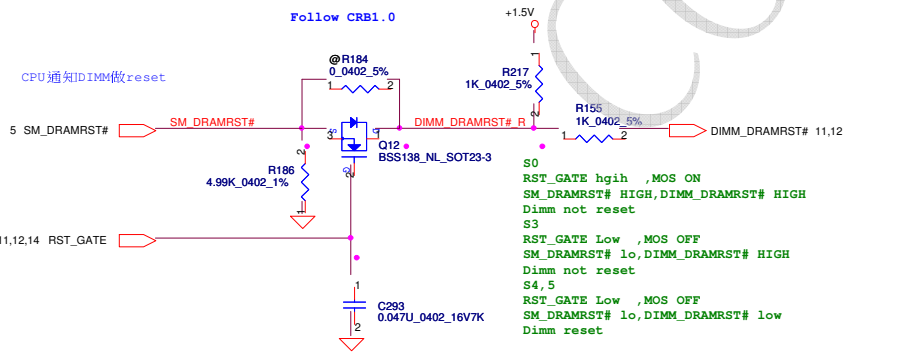 Follow CRB1.0
+1.5V
@R184
0_0402_5%
1 2
R217
1K_0402_5%
1
2
CPU通知DIMM做reset
R155
1K_0402_5%
1 2
5 SM_DRAMRST#
SM_DRAMRST#
3
1
DIMM_DRAMRST#_R
DIMM_DRAMRST# 11,12
Q12
BSS138_NL_SOT23-3
2
R186
4.99K_0402_1%
2
1
S0
RST_GATE hgih ,MOS ON
SM_DRAMRST# HIGH,DIMM_DRAMRST# HIGH
Dimm not reset
S3
RST_GATE Low ,MOS OFF
SM_DRAMRST# lo,DIMM_DRAMRST# HIGH
Dimm not reset
S4,5
RST_GATE Low ,MOS OFF
SM_DRAMRST# lo,DIMM_DRAMRST# low
Dimm reset
11,12,14 RST_GATE
1
C293
0.047U_0402_16V7K
2